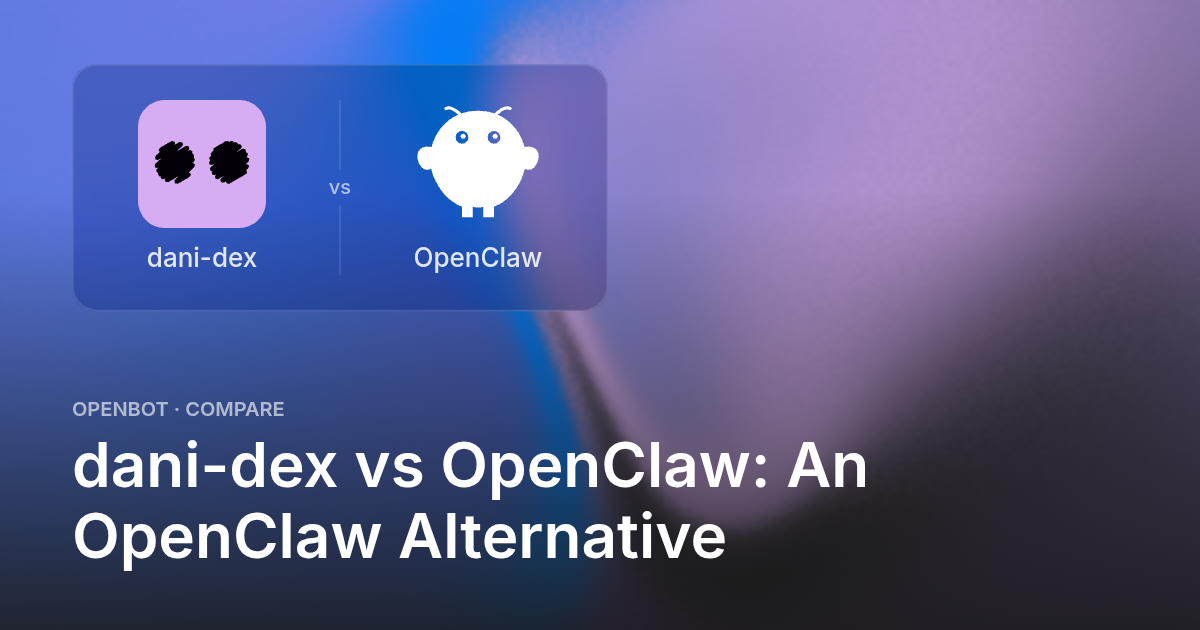 dani-dex
vs
OpenClaw
OPENBOT · COMPARE
dani-dex vs OpenClaw: An
OpenClaw Alternative